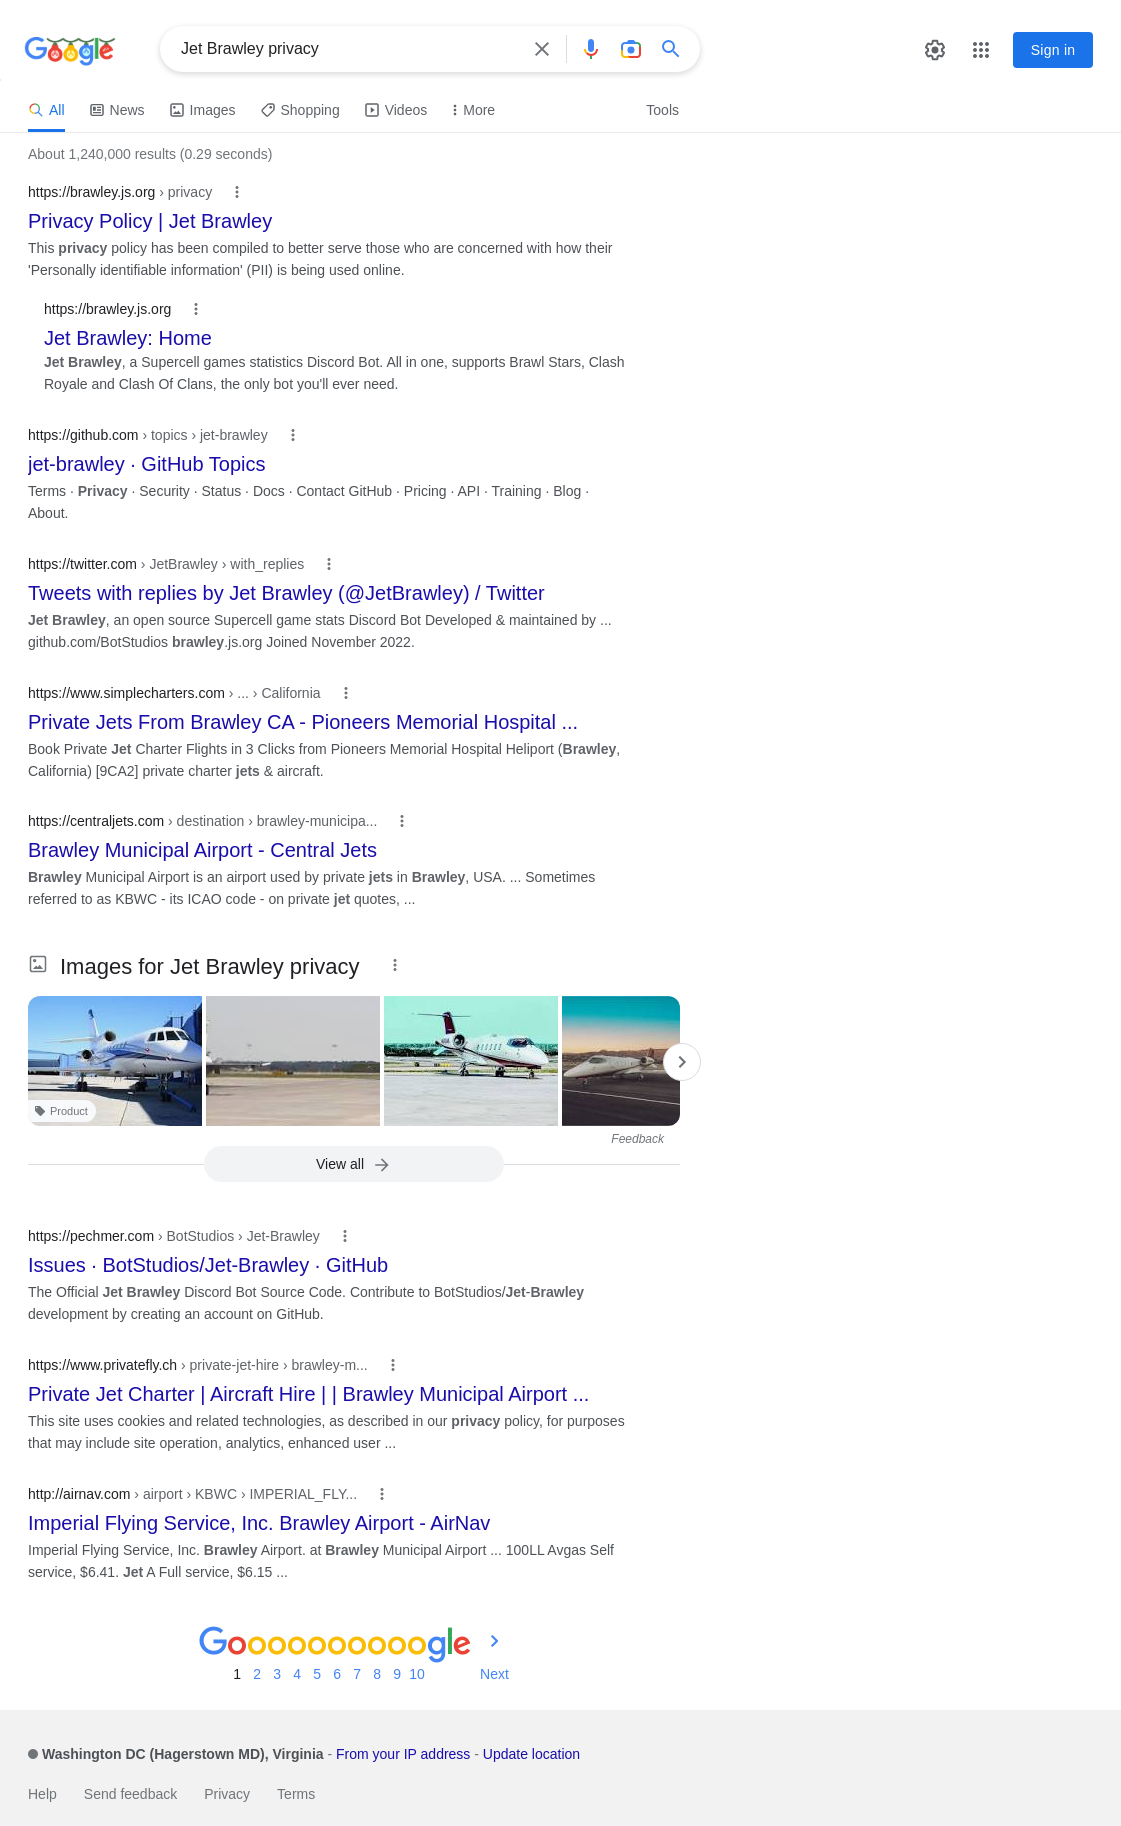 Google
Jet Brawley privacy
Sign in
All
News
Images
Shopping
Videos
More
Tools
About 1,240,000 results (0.29 seconds)
https://brawley.js.org › privacy
Privacy Policy | Jet Brawley
This privacy policy has been compiled to better serve those who are concerned with how their
'Personally identifiable information' (PII) is being used online.
https://brawley.js.org
Jet Brawley: Home
Jet Brawley, a Supercell games statistics Discord Bot. All in one, supports Brawl Stars, Clash
Royale and Clash Of Clans, the only bot you'll ever need.
https://github.com › topics › jet-brawley
jet-brawley · GitHub Topics
Terms · Privacy · Security · Status · Docs · Contact GitHub · Pricing · API · Training · Blog ·
About.
https://twitter.com › JetBrawley › with_replies
Tweets with replies by Jet Brawley (@JetBrawley) / Twitter
Jet Brawley, an open source Supercell game stats Discord Bot Developed & maintained by ...
github.com/BotStudios brawley.js.org Joined November 2022.
https://www.simplecharters.com › ... › California
Private Jets From Brawley CA - Pioneers Memorial Hospital ...
Book Private Jet Charter Flights in 3 Clicks from Pioneers Memorial Hospital Heliport (Brawley,
California) [9CA2] private charter jets & aircraft.
https://centraljets.com › destination › brawley-municipa...
Brawley Municipal Airport - Central Jets
Brawley Municipal Airport is an airport used by private jets in Brawley, USA. ... Sometimes
referred to as KBWC - its ICAO code - on private jet quotes, ...
Images for Jet Brawley privacy
Product
Feedback
View all
https://pechmer.com › BotStudios › Jet-Brawley
Issues · BotStudios/Jet-Brawley · GitHub
The Official Jet Brawley Discord Bot Source Code. Contribute to BotStudios/Jet-Brawley
development by creating an account on GitHub.
https://www.privatefly.ch › private-jet-hire › brawley-m...
Private Jet Charter | Aircraft Hire | | Brawley Municipal Airport ...
This site uses cookies and related technologies, as described in our privacy policy, for purposes
that may include site operation, analytics, enhanced user ...
http://airnav.com › airport › KBWC › IMPERIAL_FLY...
Imperial Flying Service, Inc. Brawley Airport - AirNav
Imperial Flying Service, Inc. Brawley Airport. at Brawley Municipal Airport ... 100LL Avgas Self
service, $6.41. Jet A Full service, $6.15 ...
Goooooooooogle
1 2 3 4 5 6 7 8 9 10 Next
Washington DC (Hagerstown MD), Virginia - From your IP address - Update location
Help Send feedback Privacy Terms